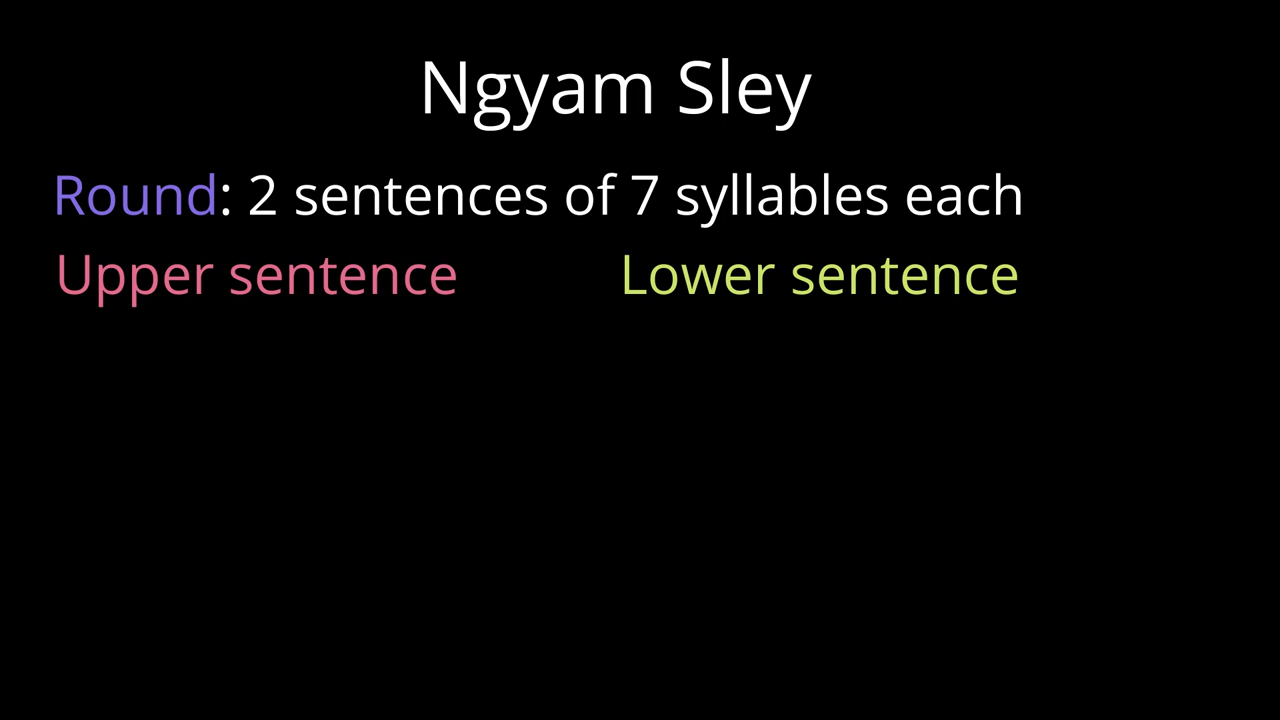 Ngyam Sley
Round: 2 sentences of 7 syllables each
Upper sentence Lower sentence